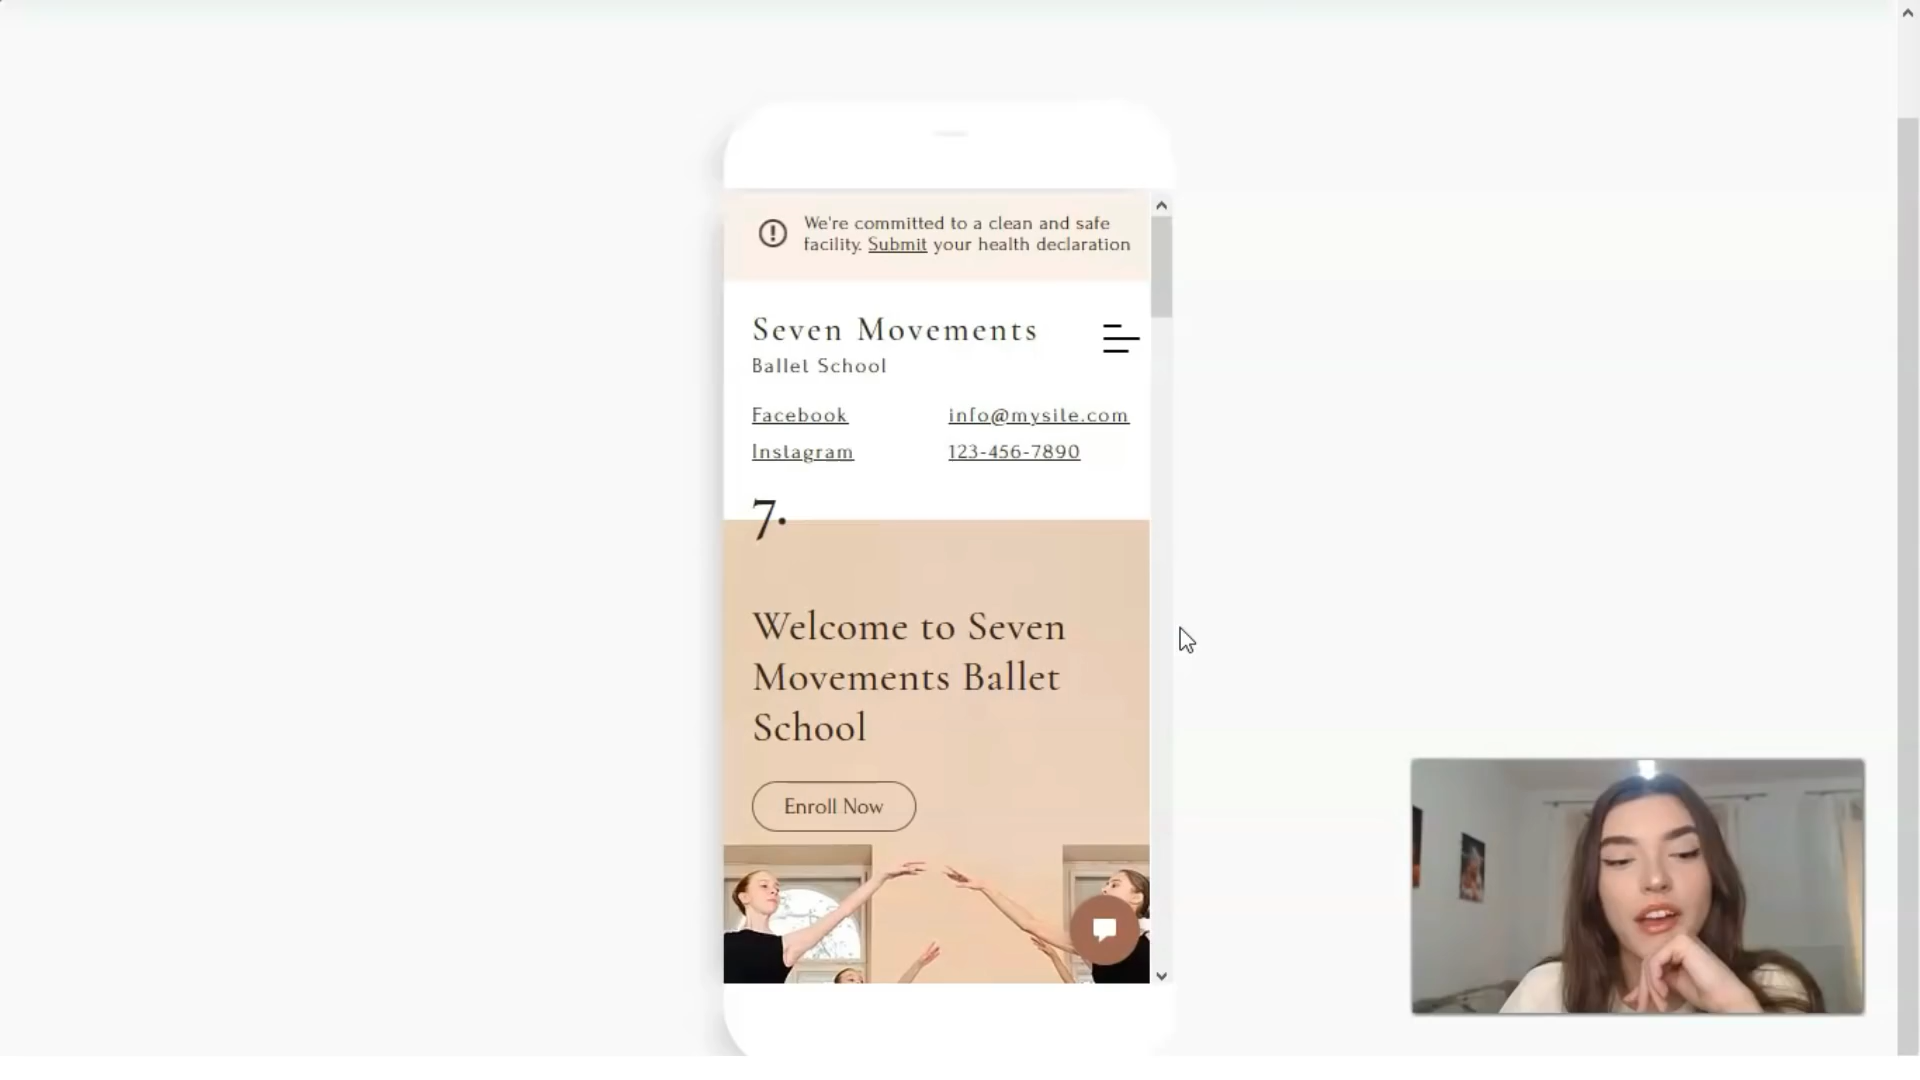 We're committed to a clean and safe
facility. Submit your health declaration
Seven Movements
Ballet School
Facebook
info@mysite.com
Instagram
123-456-7890
7.
Welcome to Seven
Movements Ballet
School
Enroll Now